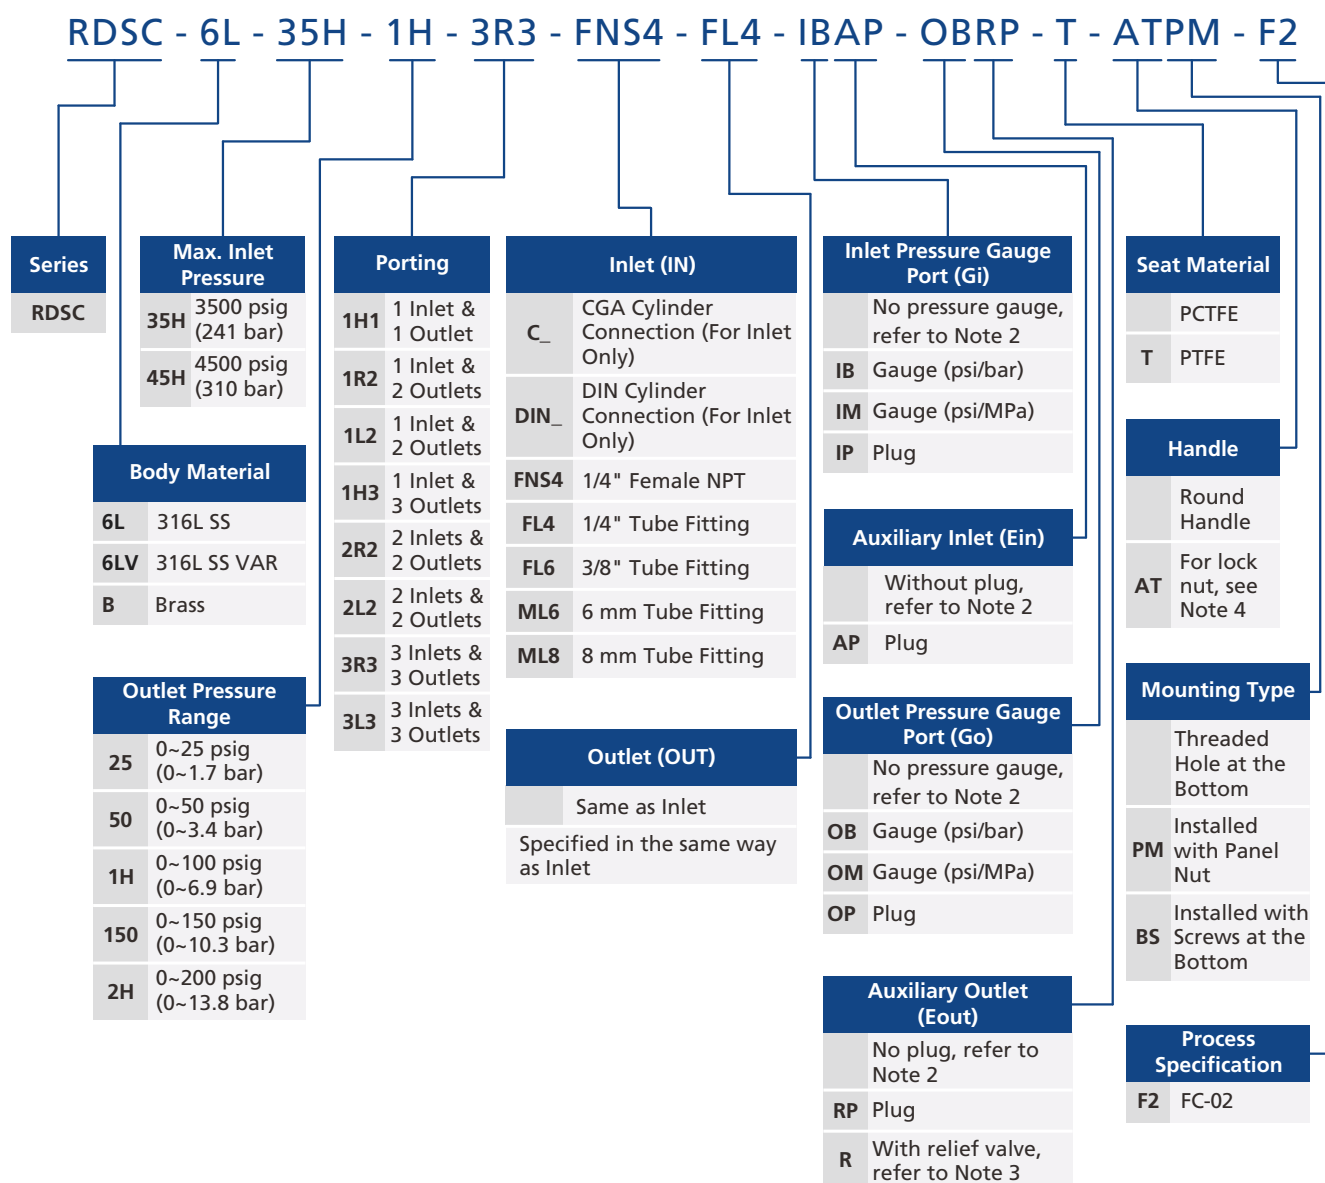 RDSC - 6L - 35H - 1H - 3R3 - FNS4 - FL4 - IBAP - OBRP - T - ATPM - F2
Series
RDSC
Max. Inlet
Pressure
35H 3500 psig
(241 bar)
45H 4500 psig
(310 bar)
Body Material
6L 316L SS
6LV 316L SS VAR
B Brass
Outlet Pressure
Range
25 0~25 psig
(0~1.7 bar)
50 0~50 psig
(0~3.4 bar)
1H 0~100 psig
(0~6.9 bar)
150 0~150 psig
(0~10.3 bar)
2H 0~200 psig
(0~13.8 bar)
Porting
1H1 1 Inlet &
1 Outlet
1R2 1 Inlet &
2 Outlets
1L2 1 Inlet &
2 Outlets
1H3 1 Inlet &
3 Outlets
2R2 2 Inlets &
2 Outlets
2L2 2 Inlets &
2 Outlets
3R3 3 Inlets &
3 Outlets
3L3 3 Inlets &
3 Outlets
Inlet (IN)
C_ CGA Cylinder
Connection (For Inlet
Only)
DIN_ DIN Cylinder
Connection (For Inlet
Only)
FNS4 1/4" Female NPT
FL4 1/4" Tube Fitting
FL6 3/8" Tube Fitting
ML6 6 mm Tube Fitting
ML8 8 mm Tube Fitting
Outlet (OUT)
Same as Inlet
Specified in the same way
as Inlet
Inlet Pressure Gauge
Port (Gi)
No pressure gauge,
refer to Note 2
IB Gauge (psi/bar)
IM Gauge (psi/MPa)
IP Plug
Auxiliary Inlet (Ein)
Without plug,
refer to Note 2
AP Plug
Outlet Pressure Gauge
Port (Go)
No pressure gauge,
refer to Note 2
OB Gauge (psi/bar)
OM Gauge (psi/MPa)
OP Plug
Auxiliary Outlet
(Eout)
No plug, refer to
Note 2
RP Plug
R With relief valve,
refer to Note 3
Seat Material
PCTFE
T PTFE
Handle
Round
Handle
AT For lock
nut, see
Note 4
Mounting Type
Threaded
Hole at the
Bottom
PM Installed
with Panel
Nut
BS Installed with
Screws at the
Bottom
Process
Specification
F2 FC-02